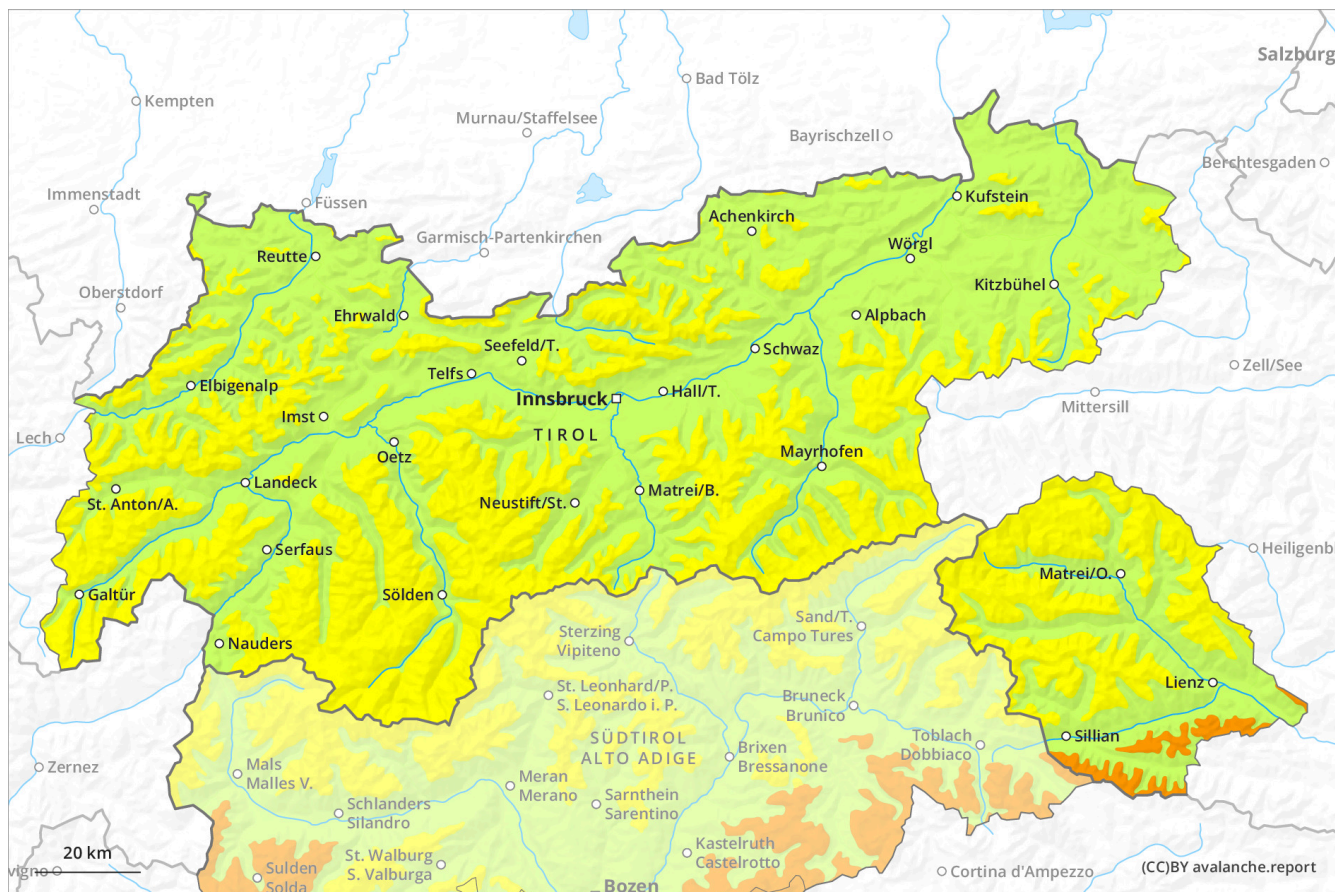 Salzburg
Bad Tölz
Kempten
Murnau/Staffelsee
Bayrischzell
Berchtesgaden
Immenstadt
Füssen
Kufstein
Achenkirch
Garmisch-Partenkirchen
Wörgl
Reutte
Kitzbühel
Oberstdorf
Ehrwald
Alpbach
Seefeld/T.
Schwaz
Zell/See
Telfs
Elbigenalp
Hall/T.
Innsbruck
Mittersill
Imst
TIROL
Lech
Oetz
Mayrhofen
Landeck
Matrei/B.
St. Anton/A.
Neustift/St.
Serfaus
Heiligenb
Matrei/O.
Galtür
Sölden
Sand/T.
Campo Tures
Sterzing
Vipiteno
Nauders
Lienz
St. Leonhard/P.
S. Leonardo i. P.
Bruneck
Brunico
SÜDTIROL
ALTO ADIGE
Sillian
Toblach
Dobbiaco
Brixen
Bressanone
Zernez
Mals
Malles V.
Meran
Merano
Sarnthein
Sarentino
Schlanders
Silandro
20 km
Kastelruth
Castelrotto
St. Walburg
S. Valburga
vigno
Sulden
Solda
Bozen
Cortina d'Ampezzo
(CC)BY avalanche.report